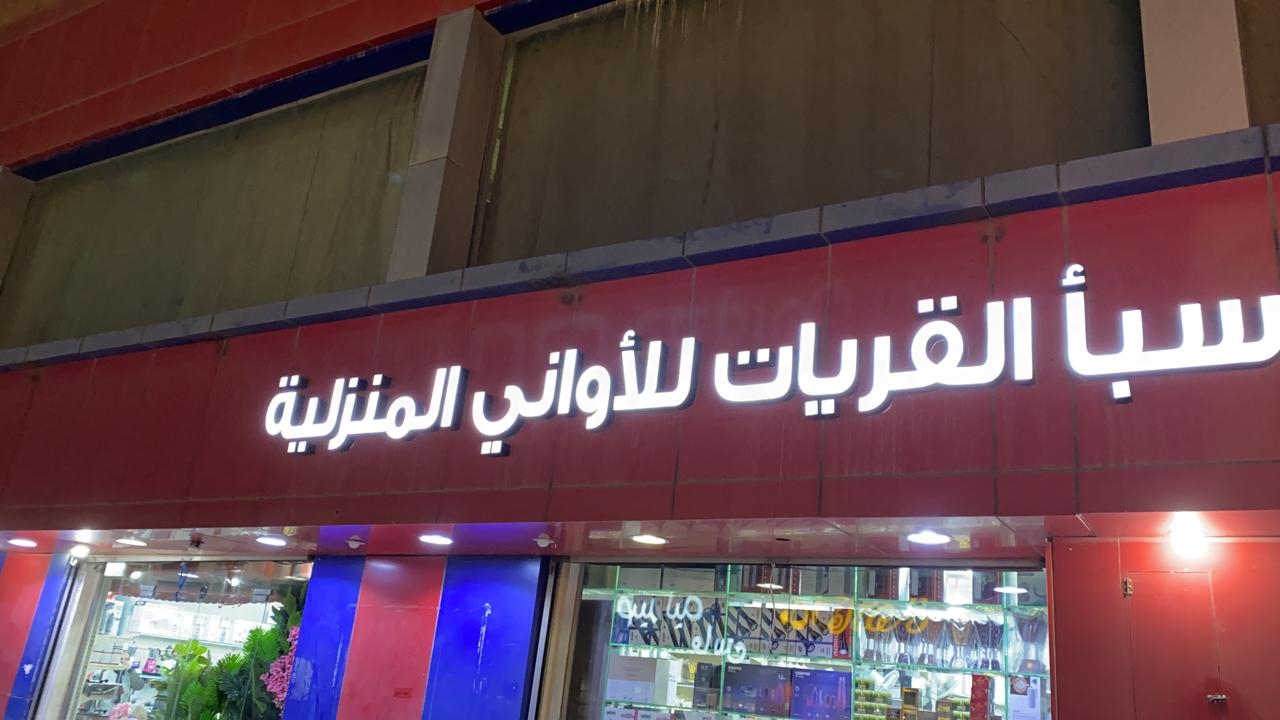 سبأ القريات للأواني المنزلية